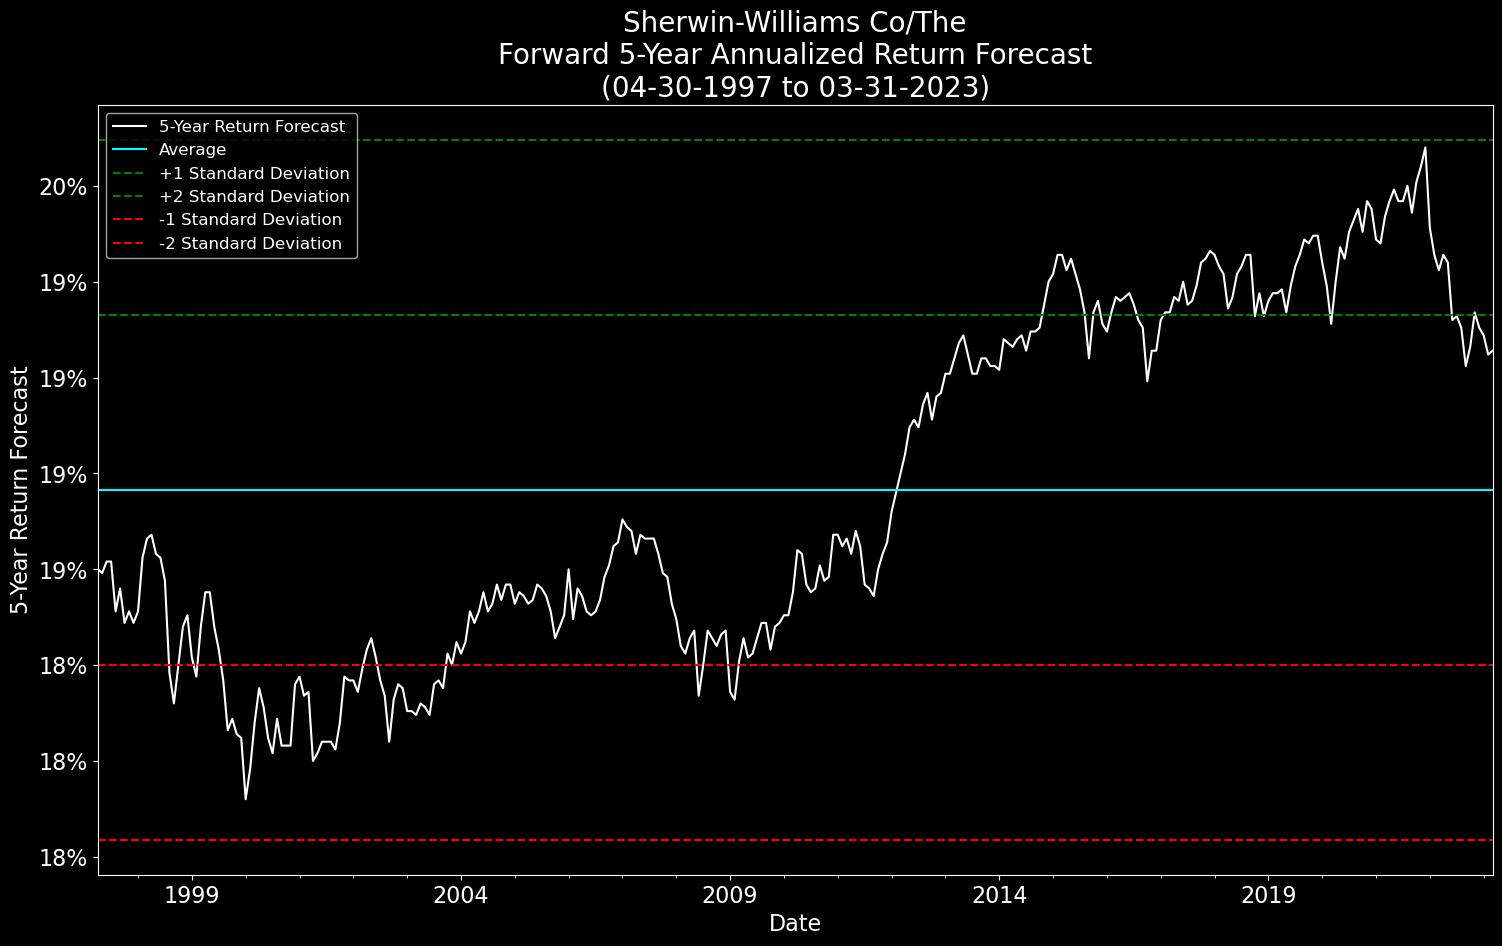 Sherwin-Williams Co/The
Forward 5-Year Annualized Return Forecast
(04-30-1997 to 03-31-2023)
5-Year Return Forecast
Average
+1 Standard Deviation
+2 Standard Deviation
-1 Standard Deviation
-2 Standard Deviation
20%
19%
19%
19%
19%
18%
18%
18%
5-Year Return Forecast
1999
2004
2009
2014
2019
Date